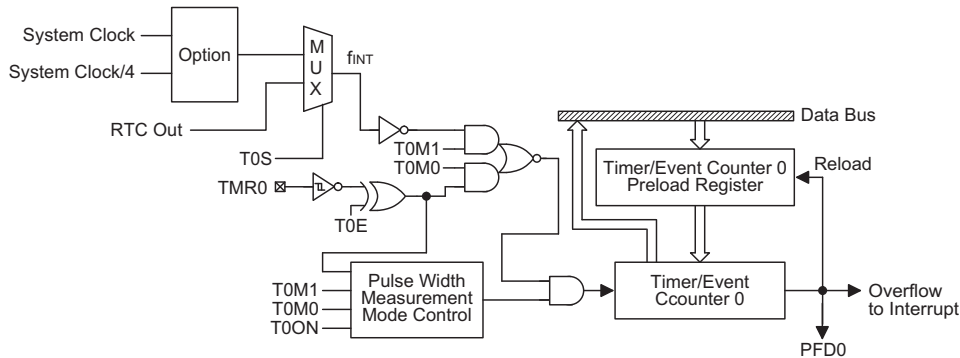 System Clock
System Clock/4
Option
M
U
X
fINT
RTC Out
T0S
T0M1
T0M0
TMR0
T0E
Data Bus
Timer/Event Counter 0
Preload Register
Reload
T0M1
T0M0
T0ON
Pulse Width
Measurement
Mode Control
Timer/Event
Ccounter 0
Overflow
to Interrupt
PFD0